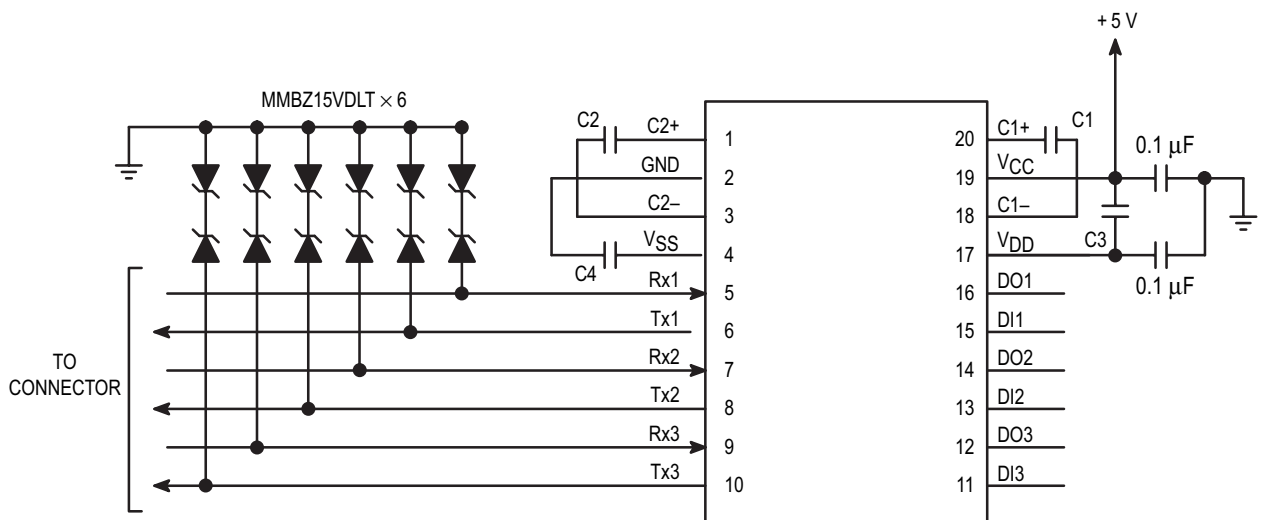 + 5 V
MMBZ15VDLT × 6
C2
C2+
1
20
C1+
C1
0.1 µF
GND
2
19
VCC
C2–
3
18
C1–
VSS
4
17
VDD
C3
C4
0.1 µF
Rx1
5
16
DO1
Tx1
6
15
DI1
TO
CONNECTOR
Rx2
7
14
DO2
Tx2
8
13
DI2
Rx3
9
12
DO3
Tx3
10
11
DI3